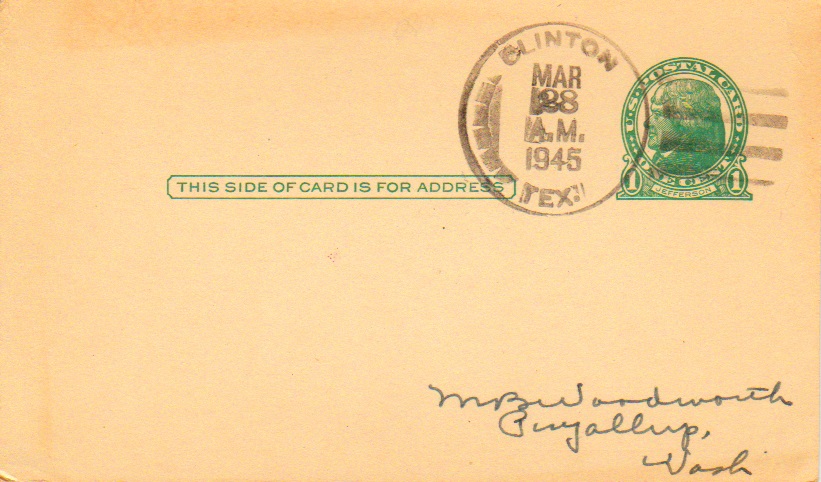 CLINTON
MAR
28
A.M.
1945
TEX.
U.S. POSTAL CARD
ONE CENT
1 JEFFERSON 1
THIS SIDE OF CARD IS FOR ADDRESS
M B Woodworth
Puyallup,
Wash